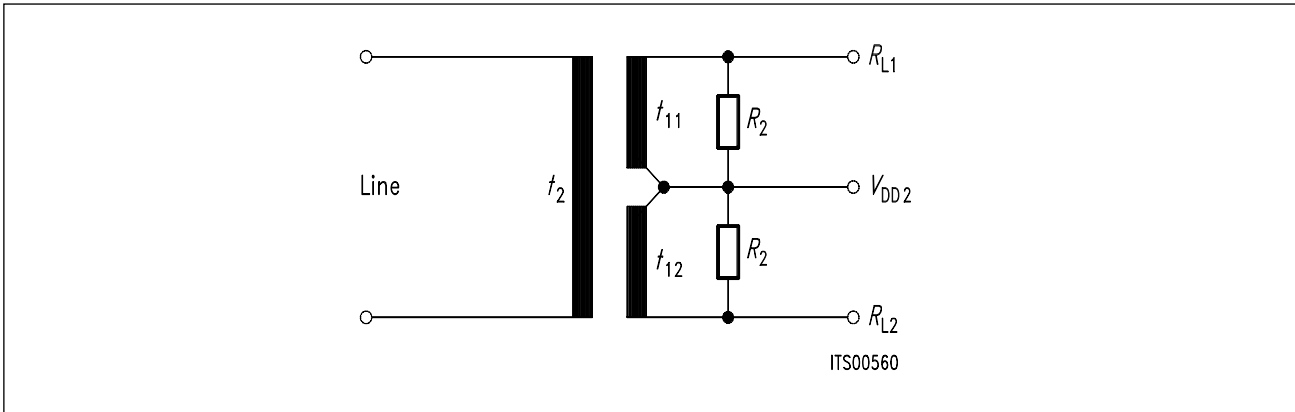 R_L1
t_11
R_2
Line
t_2
V_DD2
t_12
R_2
R_L2
ITS00560